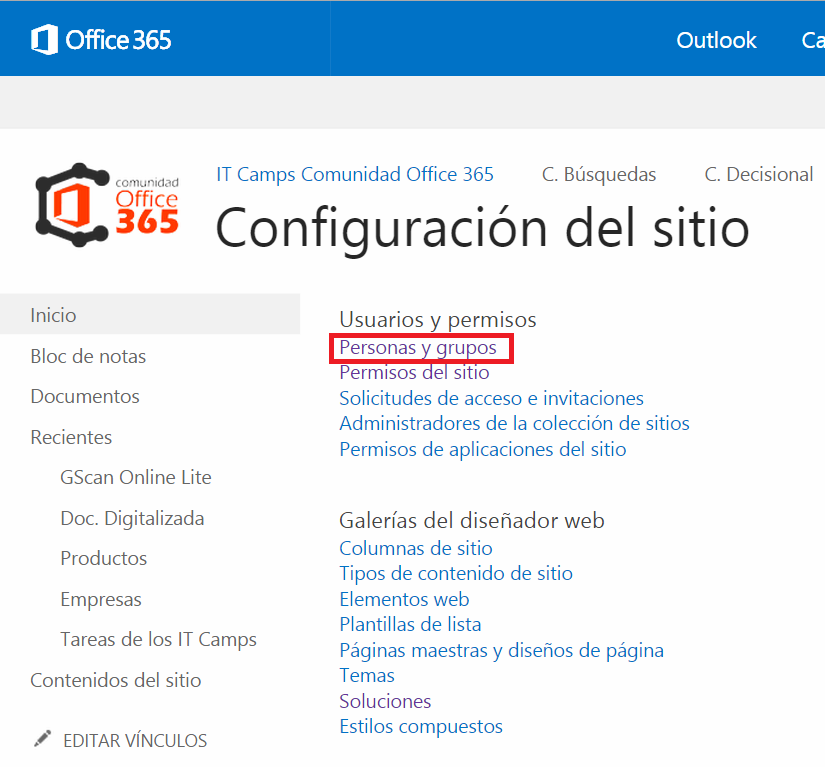 Office 365
Outlook
Ca
comunidad
Office
365
IT Camps Comunidad Office 365
C. Búsquedas
C. Decisional
Configuración del sitio
Inicio
Bloc de notas
Documentos
Recientes
GScan Online Lite
Doc. Digitalizada
Productos
Empresas
Tareas de los IT Camps
Contenidos del sitio
EDITAR VÍNCULOS
Usuarios y permisos
Personas y grupos
Permisos del sitio
Solicitudes de acceso e invitaciones
Administradores de la colección de sitios
Permisos de aplicaciones del sitio
Galerías del diseñador web
Columnas de sitio
Tipos de contenido de sitio
Elementos web
Plantillas de lista
Páginas maestras y diseños de página
Temas
Soluciones
Estilos compuestos